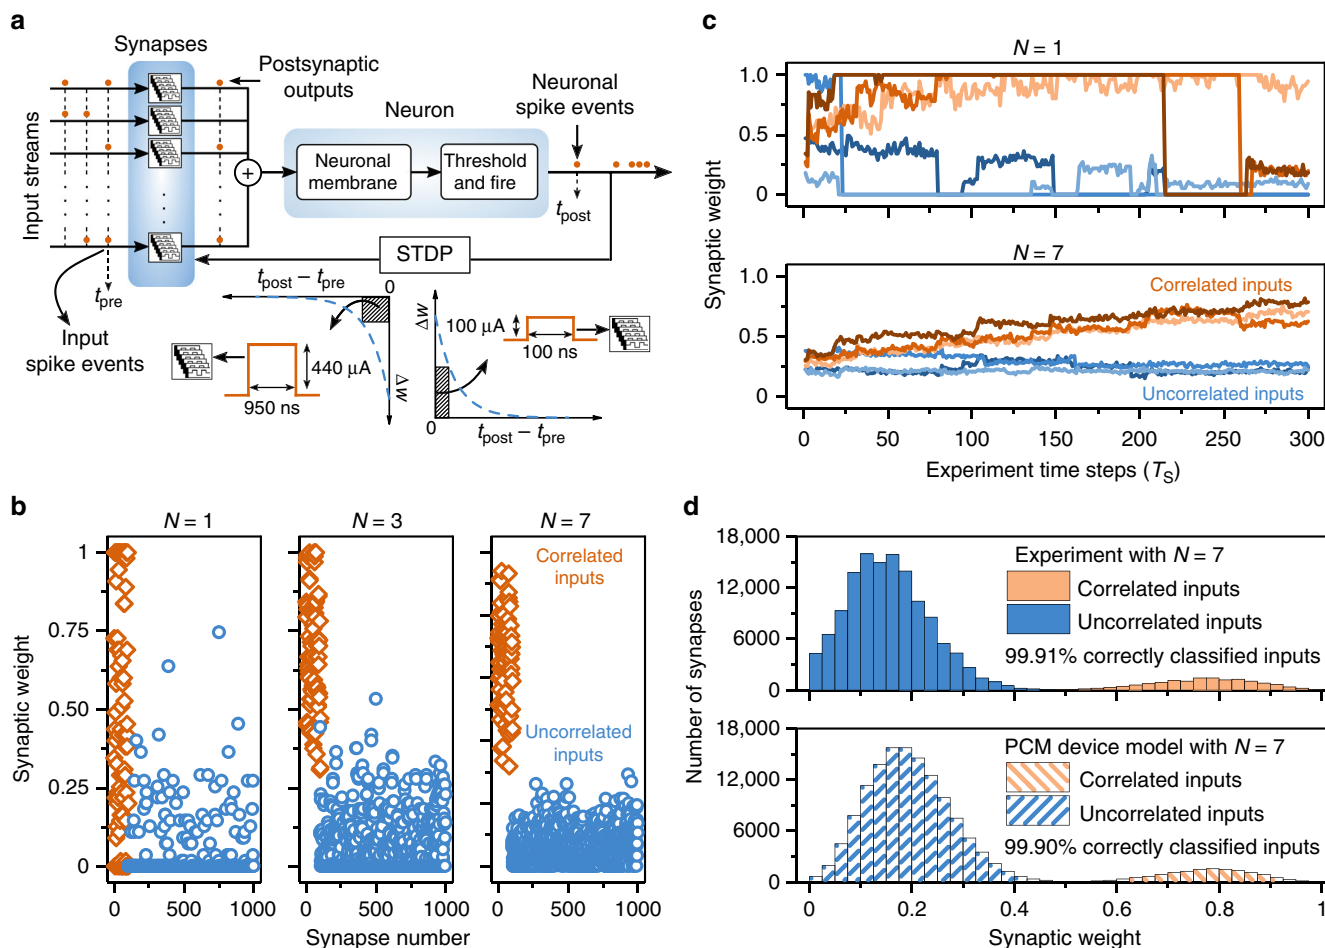 a
Synapses
Postsynaptic
outputs
Neuronal
spike events
Neuron
Input streams
Neuronal
membrane
Threshold
and fire
+
t_post
STDP
t_pre
Input
spike events
t_post − t_pre
0
Δw
440 μA
950 ns
Δw
100 μA
100 ns
0
t_post − t_pre
b
N = 1
N = 3
N = 7
Synaptic weight
1
0.75
0.50
0.25
0
Correlated
inputs
Uncorrelated
inputs
0 500 1000
0 500 1000
0 500 1000
Synapse number
c
N = 1
1.0
0.5
0
Synaptic weight
N = 7
1.0
0.5
0
Correlated inputs
Uncorrelated inputs
0 50 100 150 200 250 300
Experiment time steps (T_S)
d
Number of synapses
18,000
12,000
6000
0
Experiment with N = 7
Correlated inputs
Uncorrelated inputs
99.91% correctly classified inputs
18,000
12,000
6000
0
PCM device model with N = 7
Correlated inputs
Uncorrelated inputs
99.90% correctly classified inputs
0 0.2 0.4 0.6 0.8 1
Synaptic weight